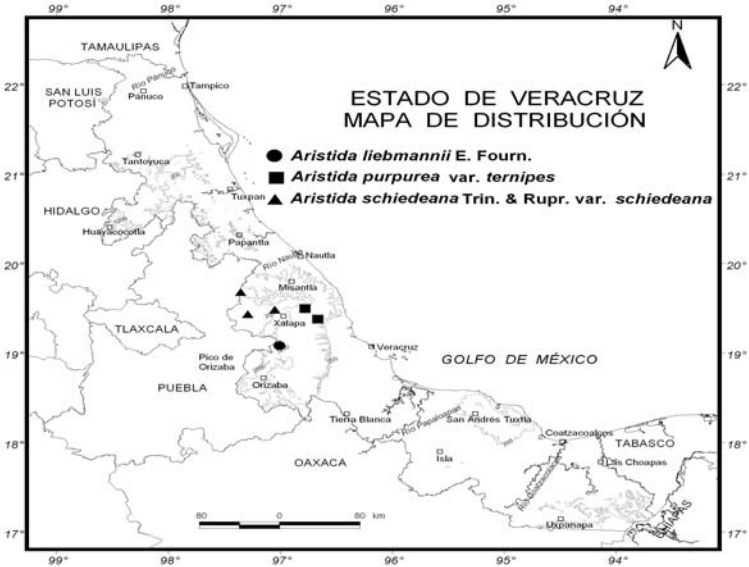 99° 98° 97° 96° 95° 94°
N
TAMAULIPAS
Río Pánuco
Tampico
22° 22°
SAN LUIS
POTOSÍ
Pánuco
ESTADO DE VERACRUZ
MAPA DE DISTRIBUCIÓN
Tantoyuca
Aristida liebmannii E. Fourn.
21° 21°
Aristida purpurea var. ternipes
Tuxpan
Aristida schiedeana Trin. & Rupr. var. schiedeana
HIDALGO
Huayacocotla
Papantla
Nautla
20° 20°
Río Nautla
Misantla
TLAXCALA
Xalapa
19° 19°
Veracruz
Pico de
Orizaba
GOLFO DE MÉXICO
PUEBLA
Orizaba
Tierra Blanca
Río Papaloapan
San Andrés Tuxtla
Coatzacoalcos
18° 18°
TABASCO
OAXACA
Isla
Las Choapas
Río Coatzacoalcos
CHIAPAS
Uxpanapa
80 0 80 km
17° 17°
99° 98° 97° 96° 95° 94°